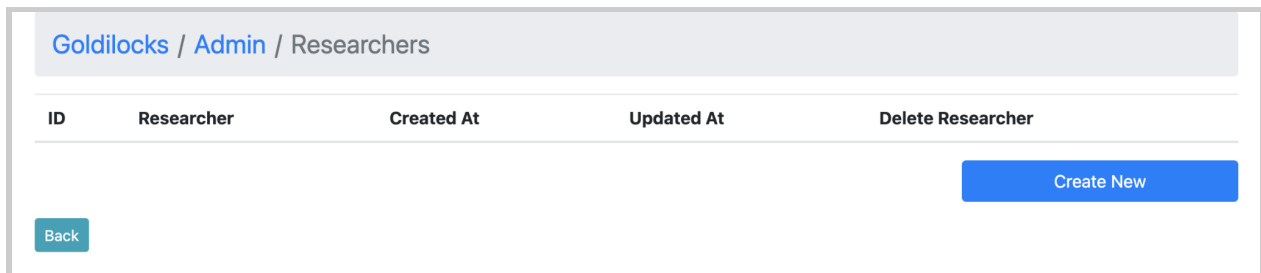 Goldilocks / Admin / Researchers
ID Researcher Created At Updated At Delete Researcher
Create New
Back